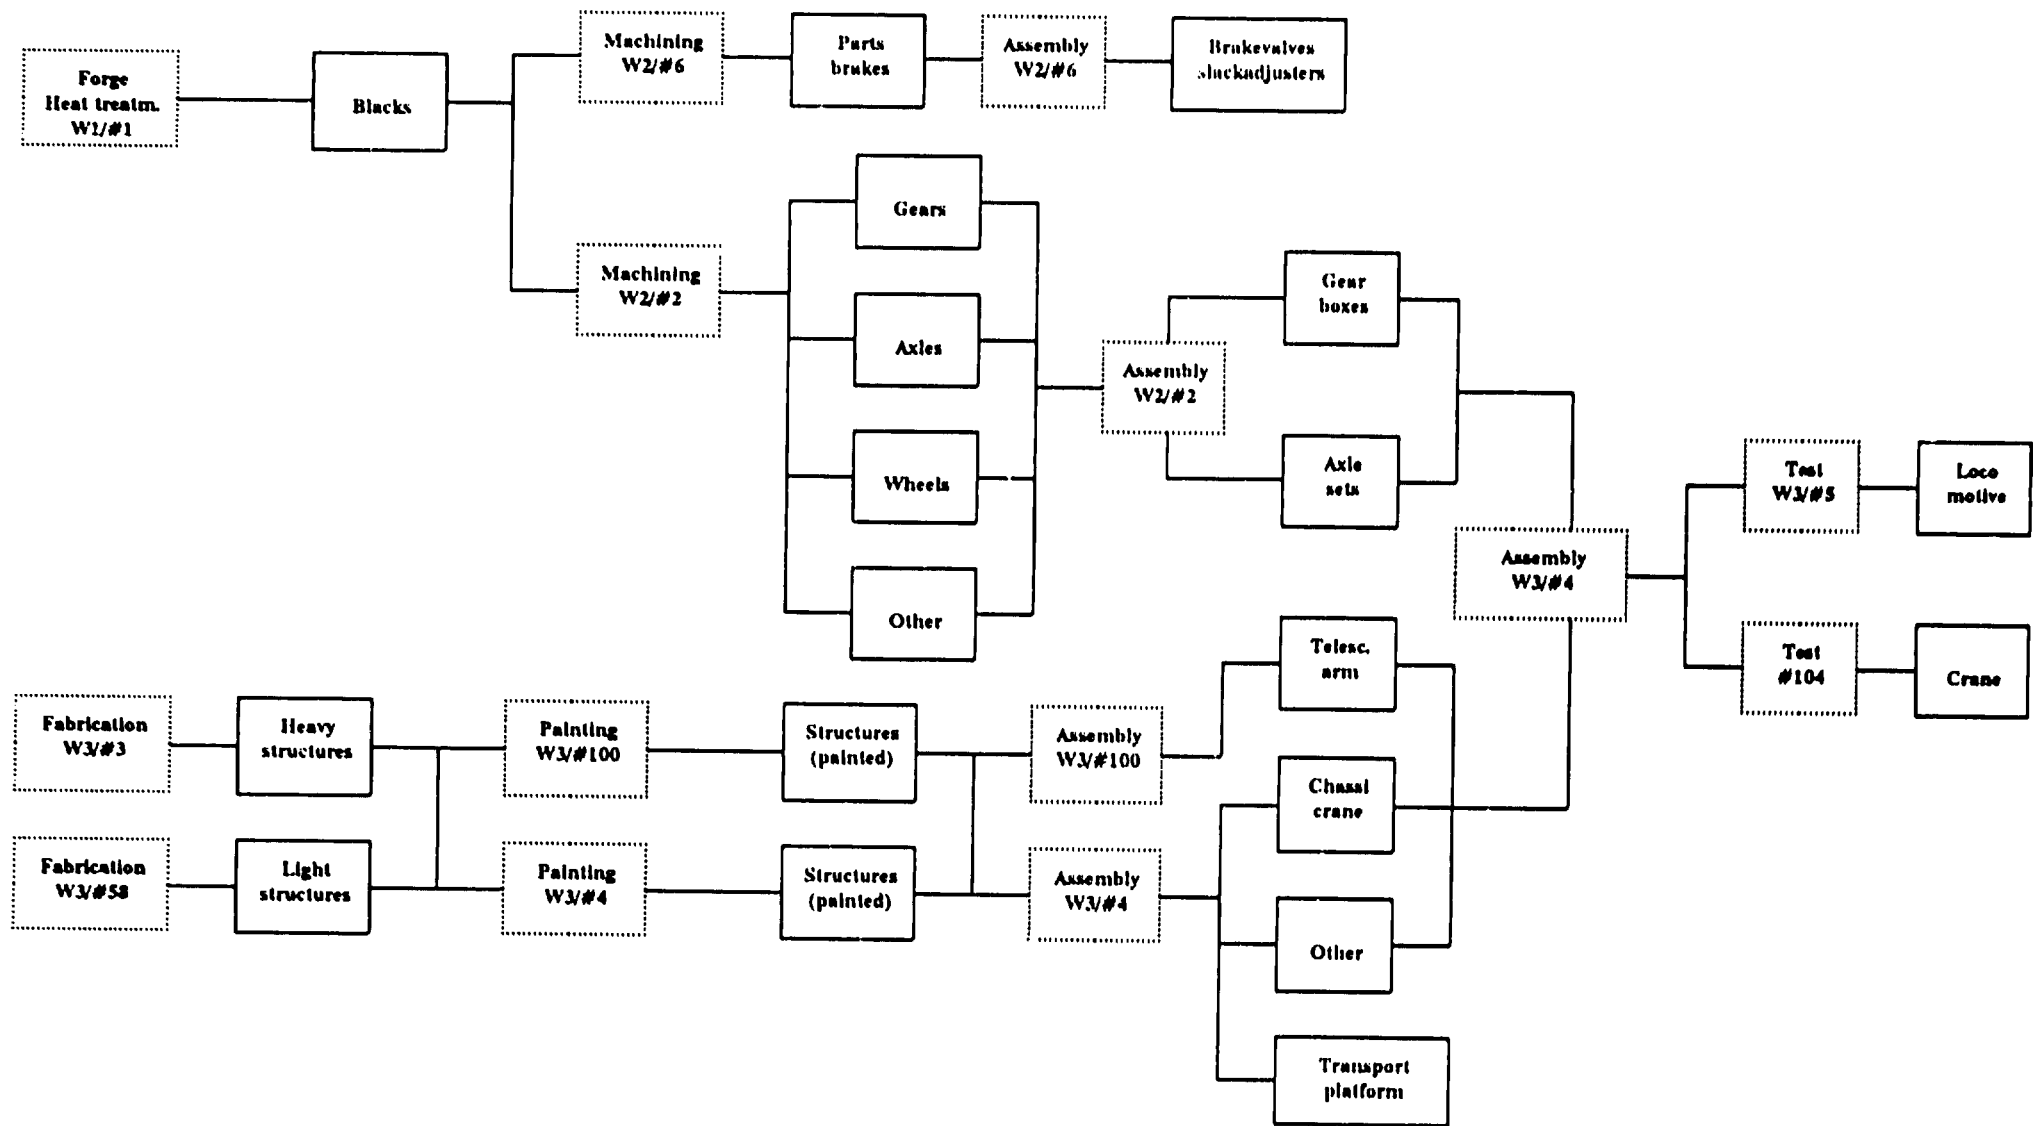 Forge
Heat treatm.
W2/#1
Blacks
Machining
W2/#6
Parts
brakes
Assembly
W2/#6
Brakevalves
slackadjusters
Machining
W2/#2
Gears
Axles
Wheels
Other
Assembly
W2/#2
Gear
boxes
Axle
sets
Assembly
W3/#4
Test
W3/#5
Loco
motive
Test
#104
Crane
Fabrication
W3/#3
Heavy
structures
Painting
W3/#100
Structures
(painted)
Assembly
W3/#100
Telesc.
arm
Chassi
crane
Fabrication
W3/#58
Light
structures
Painting
W3/#4
Structures
(painted)
Assembly
W3/#4
Other
Transport
platform